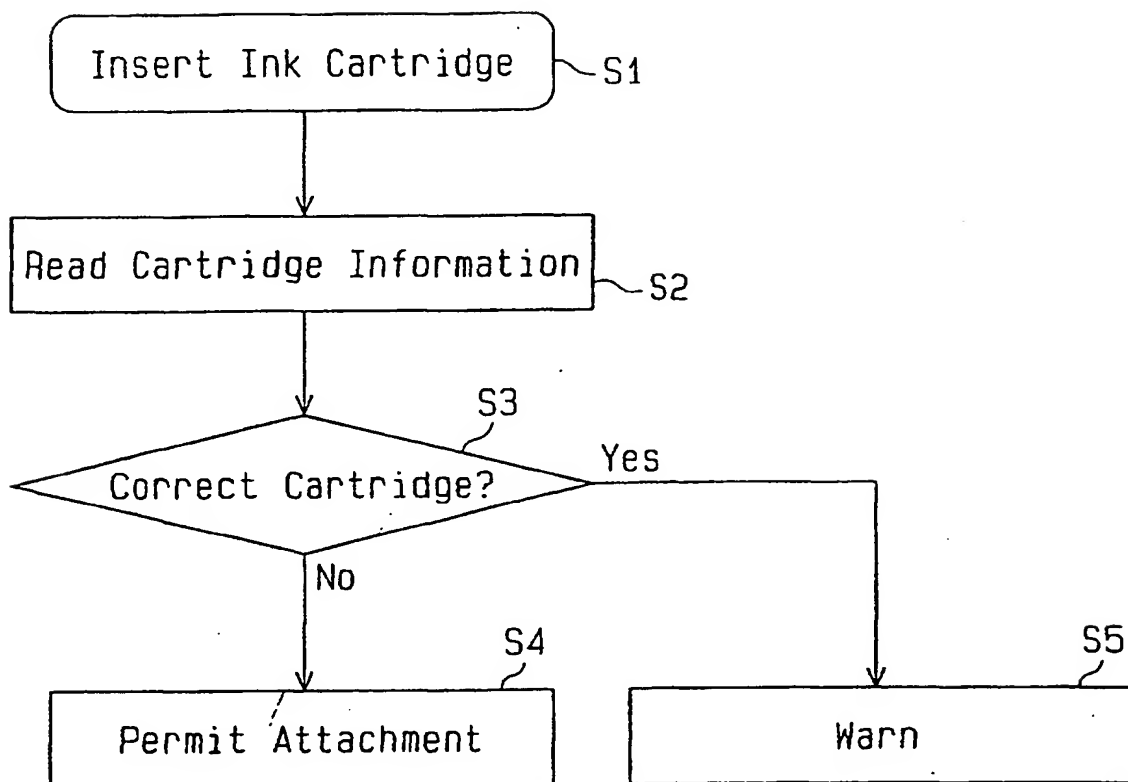 Insert Ink Cartridge
S1
Read Cartridge Information
S2
S3
Correct Cartridge?
Yes
No
S4
S5
Permit Attachment
Warn